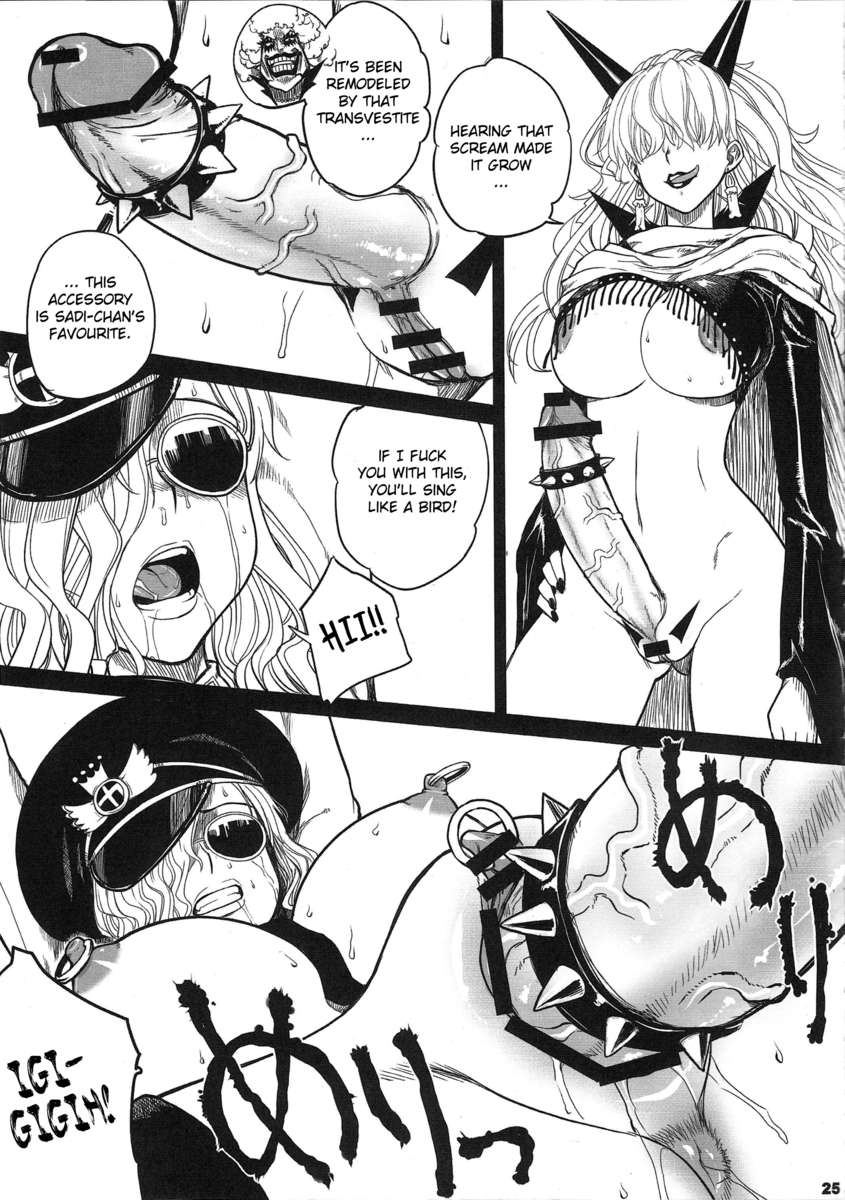 HEARING THAT
SCREAM MADE
IT GROW
...
IT'S BEEN
REMODELED
BY THAT
TRANSVESTITE
...
... THIS
ACCESSORY
IS SADI-CHAN'S
FAVOURITE.
IF I FUCK
YOU WITH THIS,
YOU'LL SING
LIKE A BIRD!
HII!!
めり
めりっ
IGI-
GIGIH!
25